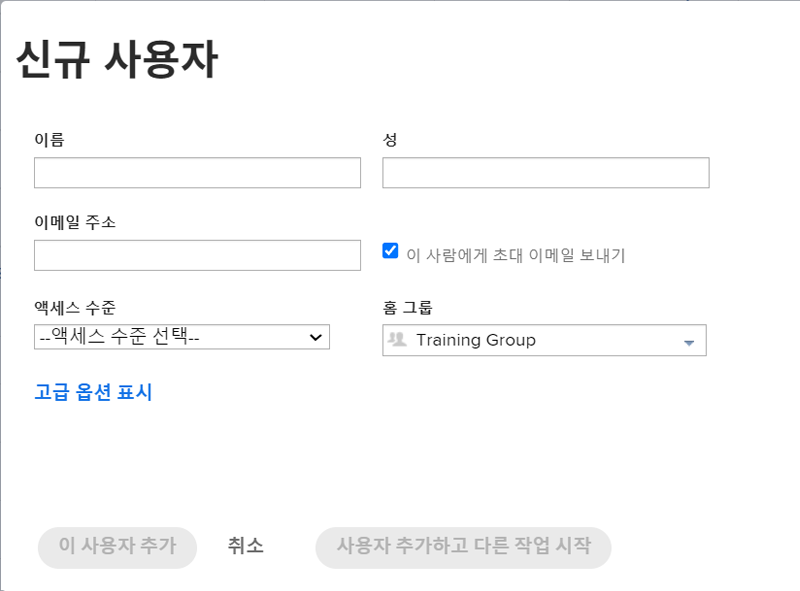 신규 사용자
이름
성
이메일 주소
이 사람에게 초대 이메일 보내기
액세스 수준
홈 그룹
--액세스 수준 선택--
Training Group
고급 옵션 표시
이 사용자 추가
취소
사용자 추가하고 다른 작업 시작